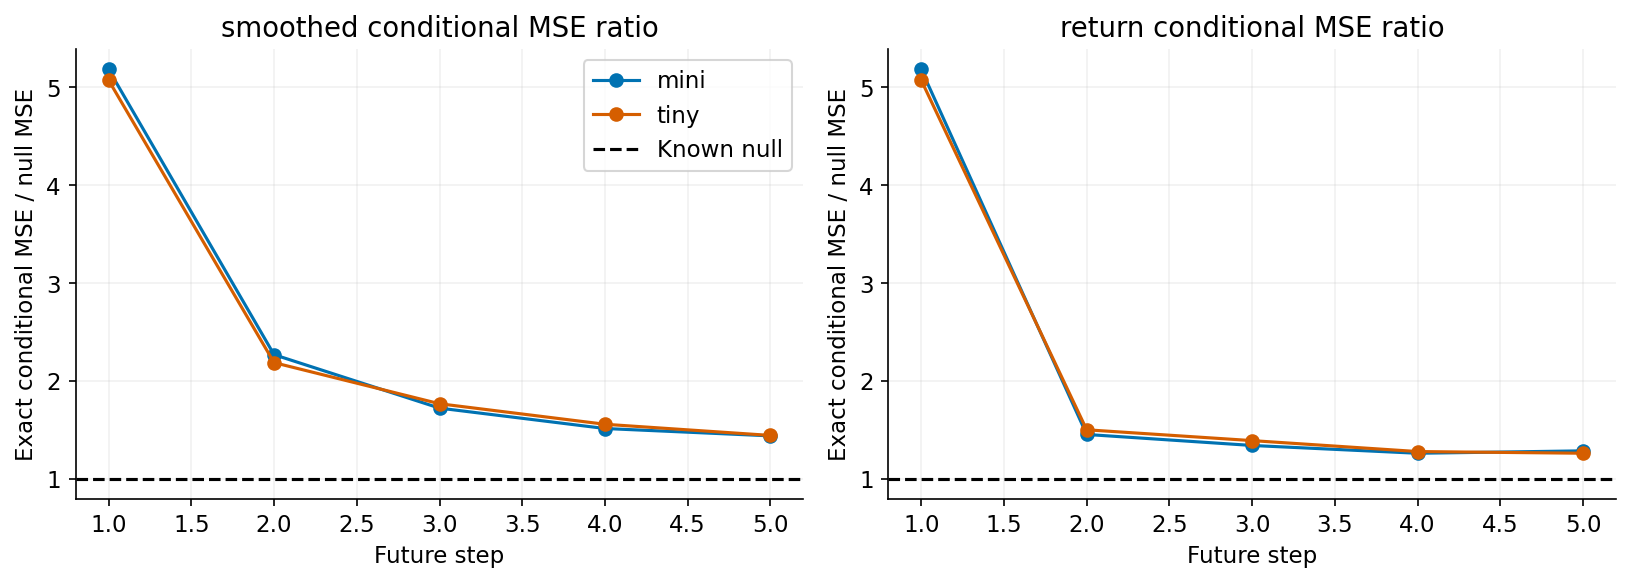 smoothed conditional MSE ratio
Exact conditional MSE / null MSE
5
4
3
2
1
mini
tiny
Known null
1.0 1.5 2.0 2.5 3.0 3.5 4.0 4.5 5.0
Future step
return conditional MSE ratio
Exact conditional MSE / null MSE
5
4
3
2
1
1.0 1.5 2.0 2.5 3.0 3.5 4.0 4.5 5.0
Future step